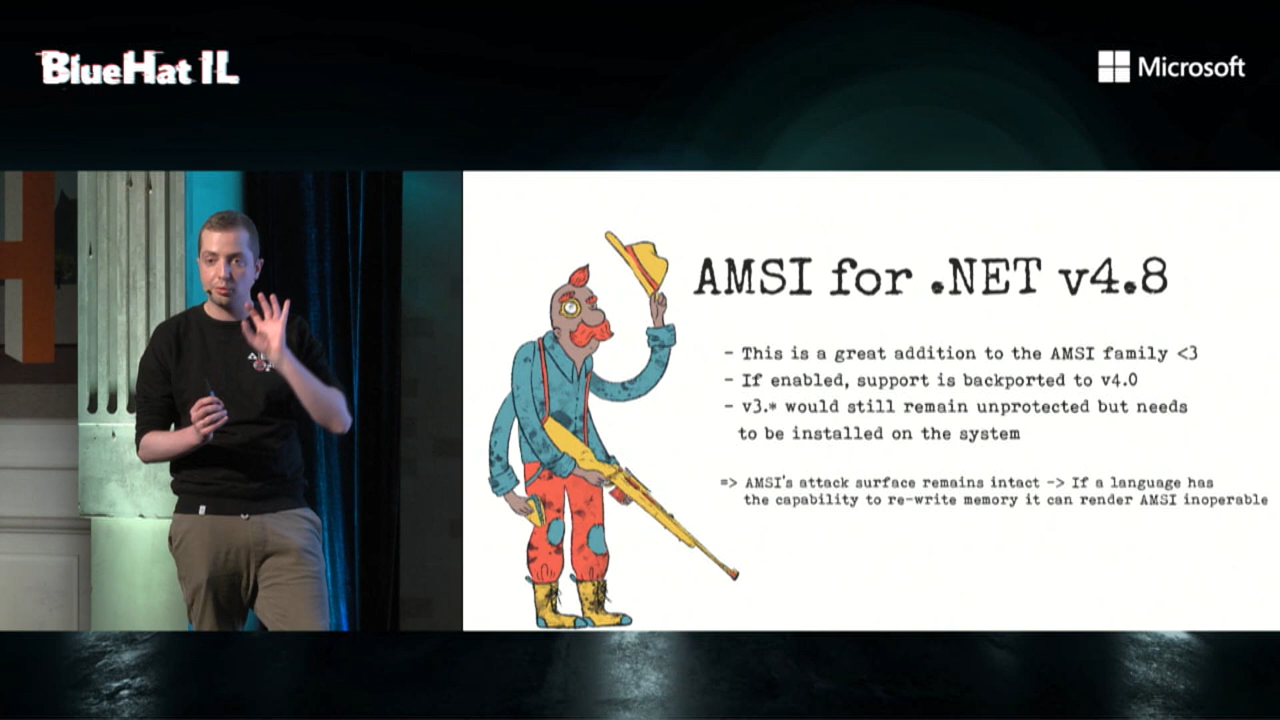 BlueHat IL
Microsoft
AMSI for .NET v4.8
- This is a great addition to the AMSI family <3
- If enabled, support is backported to v4.0
- v3.* would still remain unprotected but needs
to be installed on the system
=> AMSI's attack surface remains intact -> If a language has
the capability to re-write memory it can render AMSI inoperable